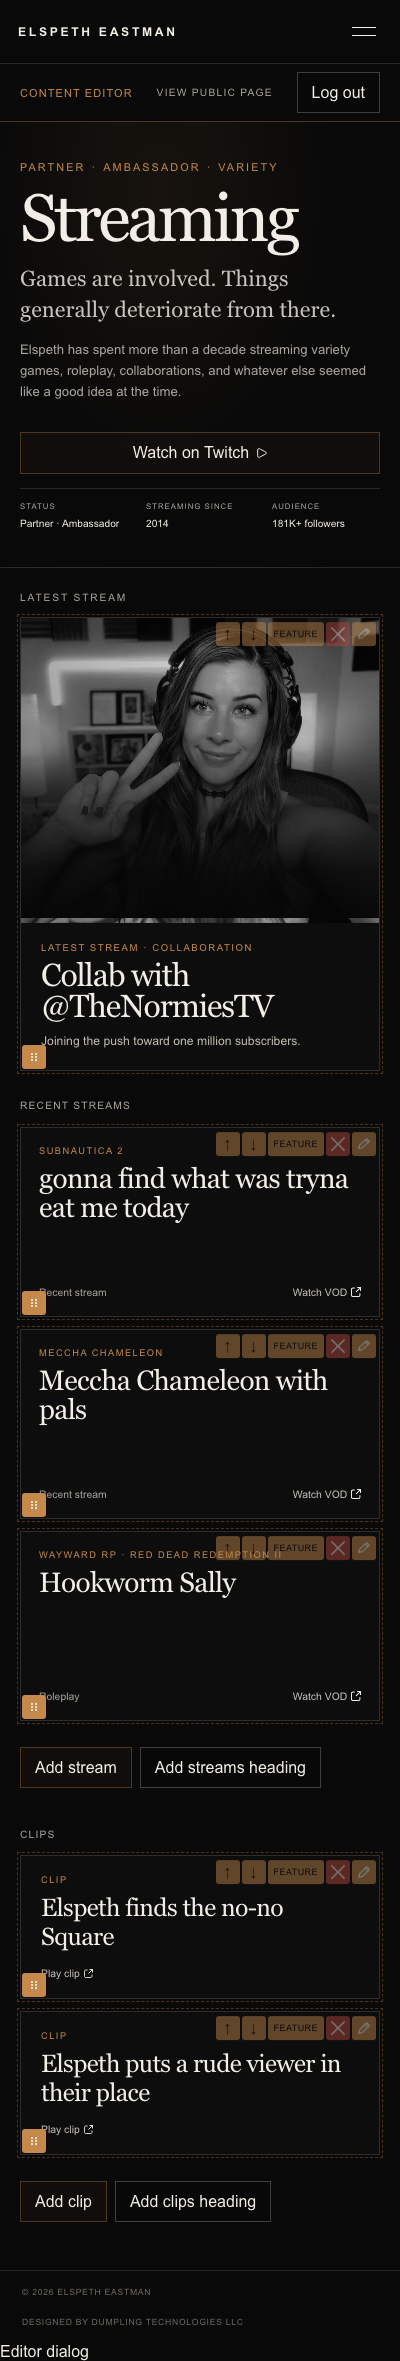 ELSPETH EASTMAN
CONTENT EDITOR
VIEW PUBLIC PAGE
Log out
PARTNER · AMBASSADOR · VARIETY
Streaming
Games are involved. Things
generally deteriorate from there.
Elspeth has spent more than a decade streaming variety
games, roleplay, collaborations, and whatever else seemed
like a good idea at the time.
Watch on Twitch
STATUS
Partner · Ambassador
STREAMING SINCE
2014
AUDIENCE
181K+ followers
LATEST STREAM
↑ ↓ FEATURE
LATEST STREAM · COLLABORATION
Collab with
@TheNormiesTV
Joining the push toward one million subscribers.
RECENT STREAMS
↑ ↓ FEATURE
SUBNAUTICA 2
gonna find what was tryna
eat me today
Recent stream
Watch VOD
↑ ↓ FEATURE
MECCHA CHAMELEON
Meccha Chameleon with
pals
Recent stream
Watch VOD
↑ ↓ FEATURE
WAYWARD RP · RED DEAD REDEMPTION II
Hookworm Sally
Roleplay
Watch VOD
Add stream
Add streams heading
CLIPS
↑ ↓ FEATURE
CLIP
Elspeth finds the no-no
Square
Play clip
↑ ↓ FEATURE
CLIP
Elspeth puts a rude viewer in
their place
Play clip
Add clip
Add clips heading
© 2026 ELSPETH EASTMAN
DESIGNED BY DUMPLING TECHNOLOGIES LLC
Editor dialog